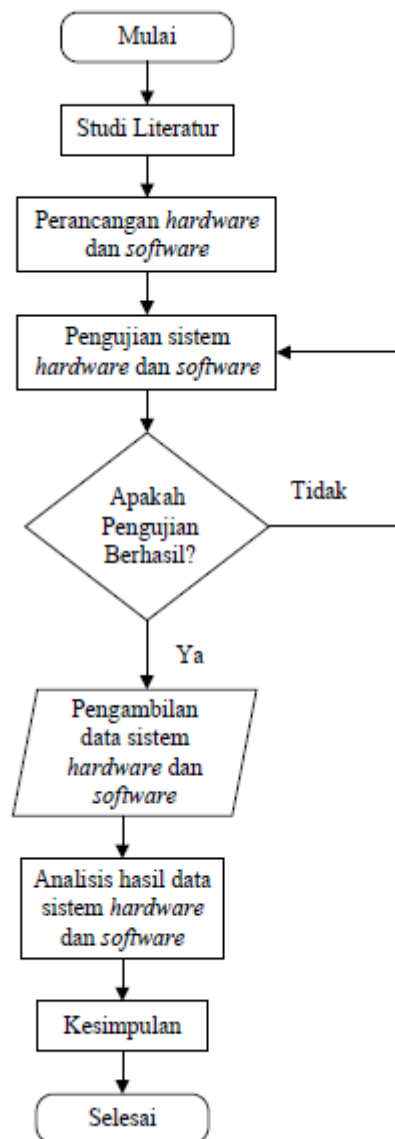 Mulai
Studi Literatur
Perancangan hardware
dan software
Pengujian sistem
hardware dan software
Apakah
Pengujian
Berhasil?
Tidak
Ya
Pengambilan
data sistem
hardware dan
software
Analisis hasil data
sistem hardware
dan software
Kesimpulan
Selesai